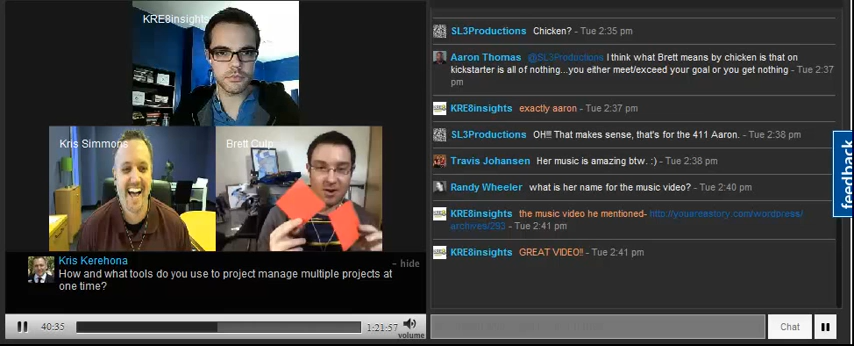 KRE8insights
Kris Simmons
Brett Culp
Kris Kerehona
– hide
How and what tools do you use to project manage multiple projects at
one time?
40:35
1:21:57
volume
SL3Productions Chicken? - Tue 2:35 pm
Aaron Thomas @SL3Productions I think what Brett means by chicken is that on
kickstarter is all of nothing...you either meet/exceed your goal or you get nothing - Tue 2:37
pm
KRE8insights exactly aaron - Tue 2:37 pm
SL3Productions OH!!! That makes sense, that's for the 411 Aaron. - Tue 2:38 pm
Travis Johansen Her music is amazing btw. :) - Tue 2:38 pm
Randy Wheeler what is her name for the music video? - Tue 2:40 pm
KRE8insights the music video he mentioned- http://youareastory.com/wordpress/
archives/293 - Tue 2:41 pm
KRE8insights GREAT VIDEO!! - Tue 2:41 pm
Chat
feedback